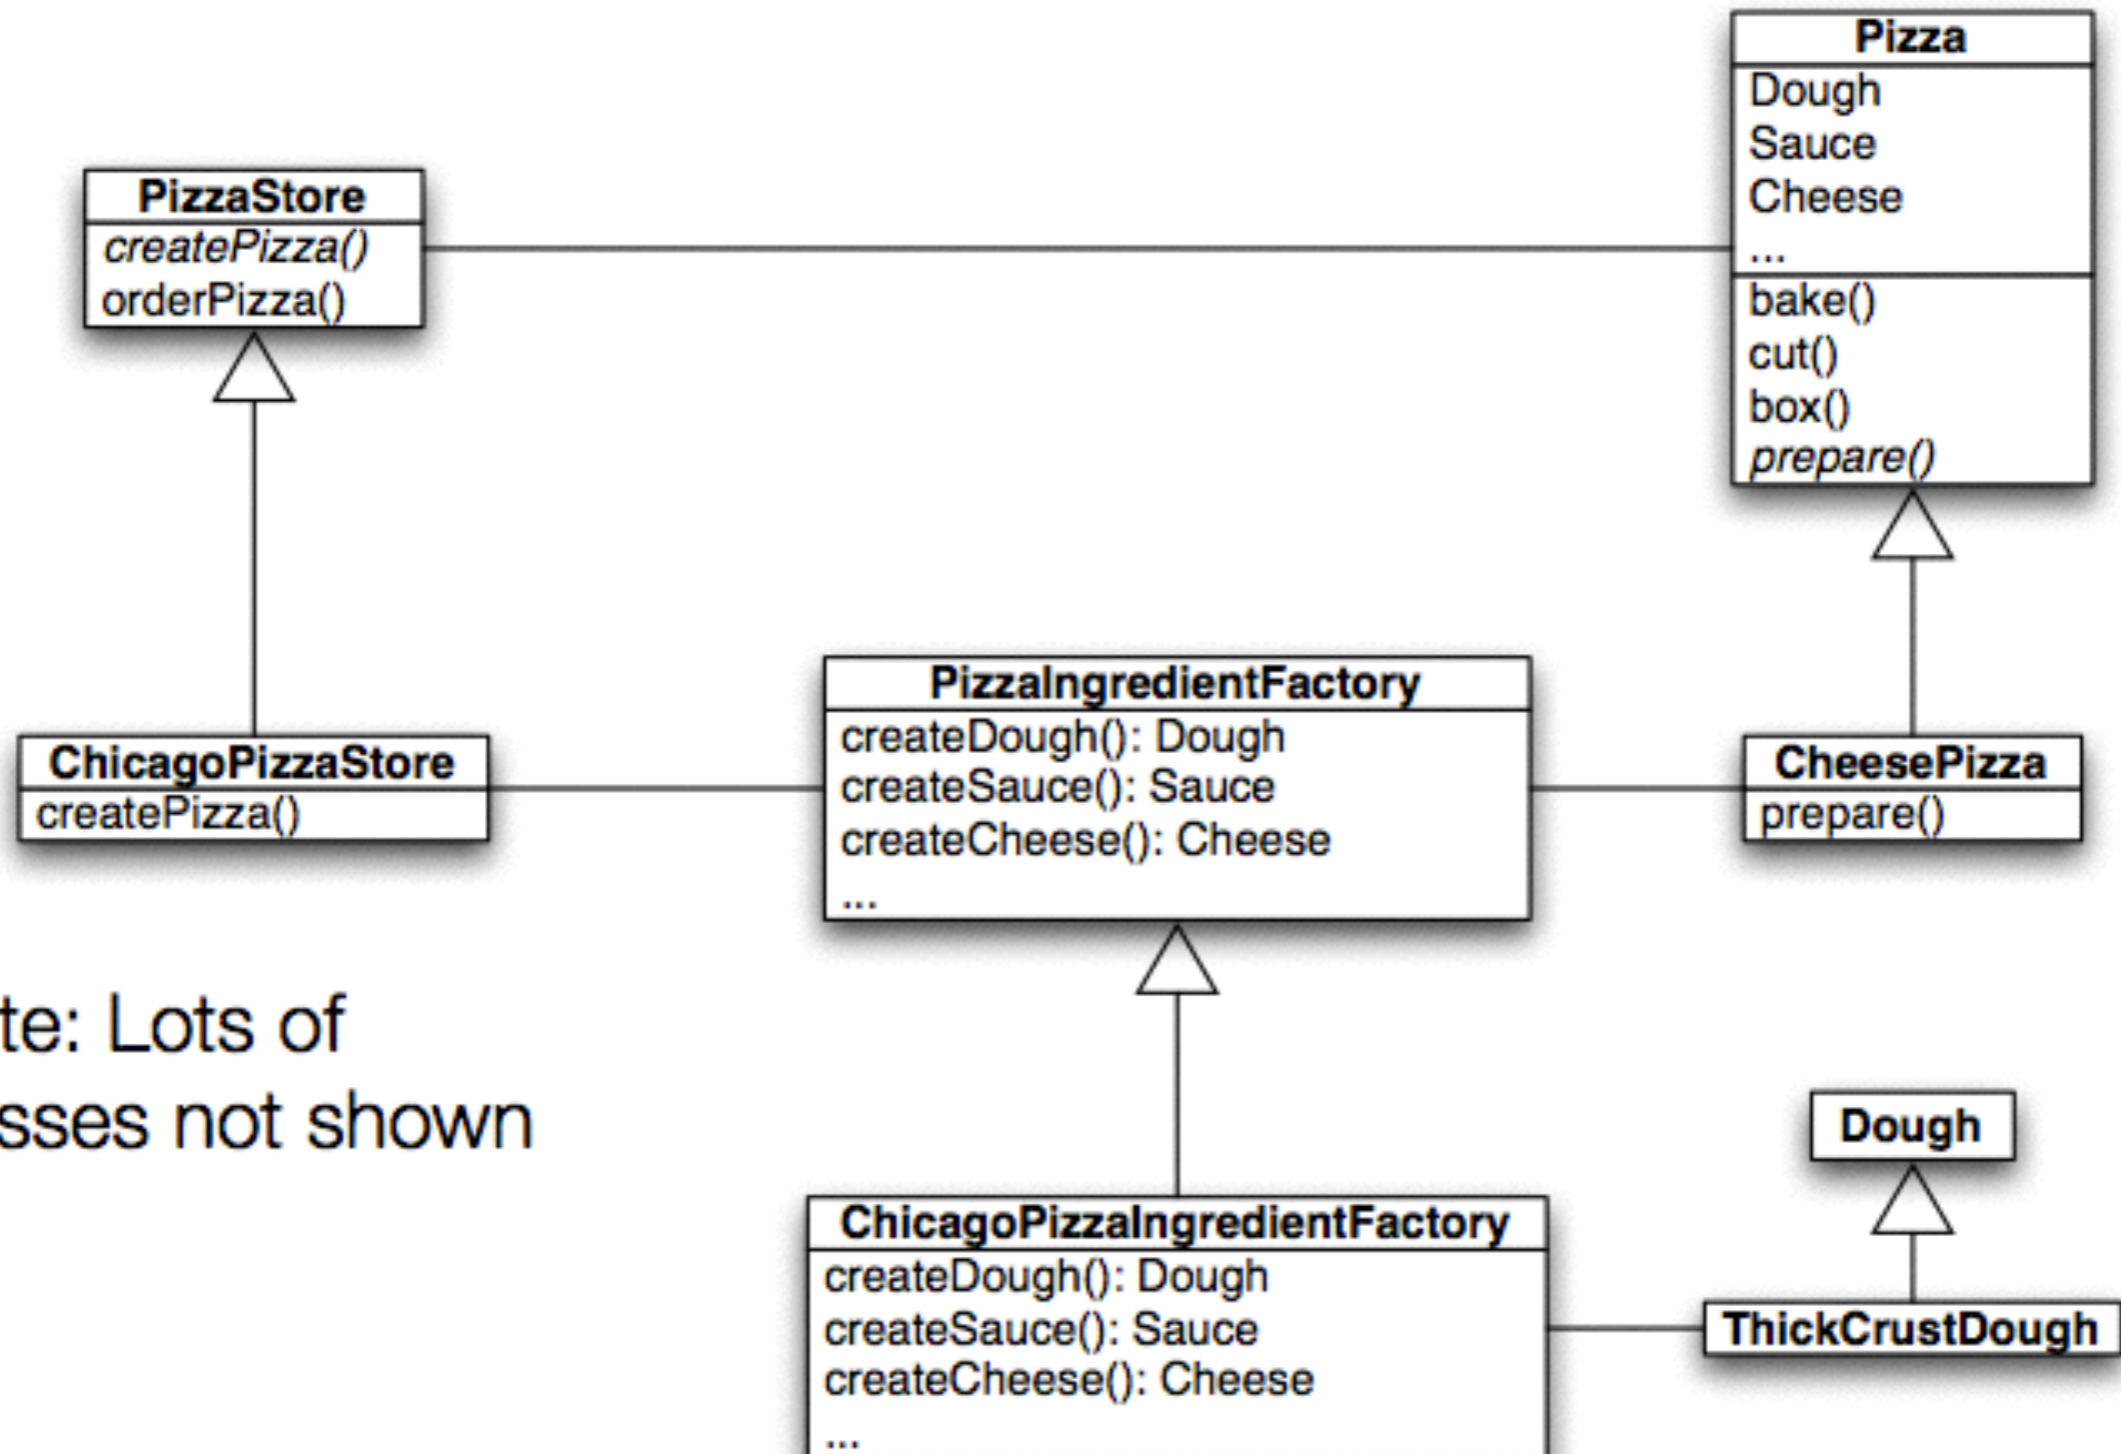 Pizza
Dough
Sauce
Cheese
...
bake()
cut()
box()
prepare()
PizzaStore
createPizza()
orderPizza()
PizzaIngredientFactory
createDough(): Dough
createSauce(): Sauce
createCheese(): Cheese
...
ChicagoPizzaStore
createPizza()
CheesePizza
prepare()
te: Lots of
sses not shown
Dough
ChicagoPizzaIngredientFactory
createDough(): Dough
createSauce(): Sauce
createCheese(): Cheese
...
ThickCrustDough